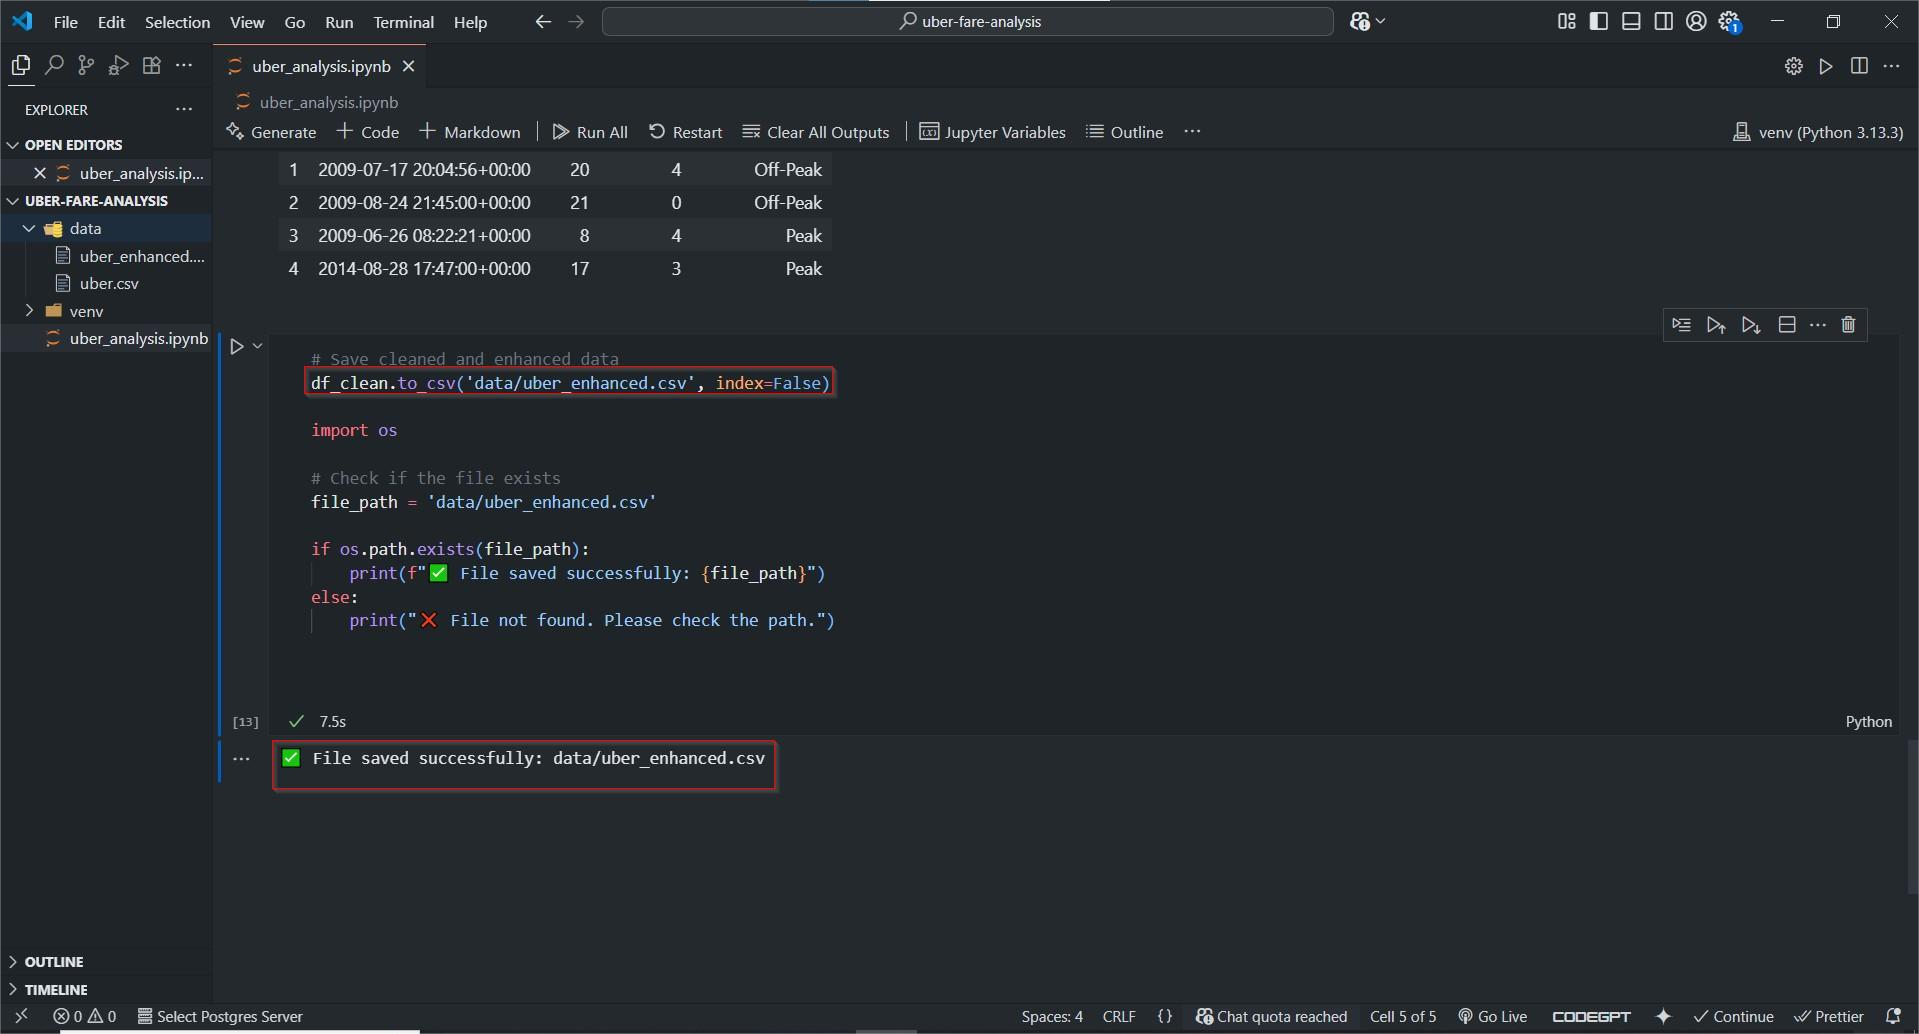 File Edit Selection View Go Run Terminal Help
uber-fare-analysis
1
EXPLORER
OPEN EDITORS
uber_analysis.ip...
UBER-FARE-ANALYSIS
data
uber_enhanced....
uber.csv
venv
uber_analysis.ipynb
OUTLINE
TIMELINE
uber_analysis.ipynb
uber_analysis.ipynb
Generate Code Markdown Run All Restart Clear All Outputs Jupyter Variables Outline ... venv (Python 3.13.3)
1 2009-07-17 20:04:56+00:00 20 4 Off-Peak
2 2009-08-24 21:45:00+00:00 21 0 Off-Peak
3 2009-06-26 08:22:21+00:00 8 4 Peak
4 2014-08-28 17:47:00+00:00 17 3 Peak
# Save cleaned and enhanced data
df_clean.to_csv('data/uber_enhanced.csv', index=False)
import os
# Check if the file exists
file_path = 'data/uber_enhanced.csv'
if os.path.exists(file_path):
print(f"✅ File saved successfully: {file_path}")
else:
print("❌ File not found. Please check the path.")
[13] ✓ 7.5s Python
✅ File saved successfully: data/uber_enhanced.csv
0 0 Select Postgres Server Spaces: 4 CRLF {} Chat quota reached Cell 5 of 5 Go Live CODEGPT Continue Prettier